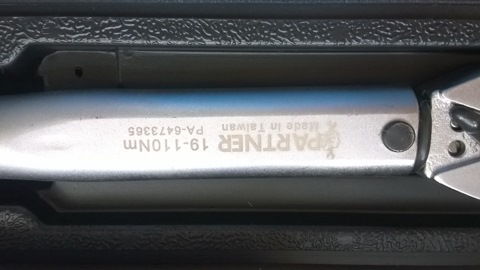 PARTNER
Made in Taiwan
19-110Nm
PA-6473365